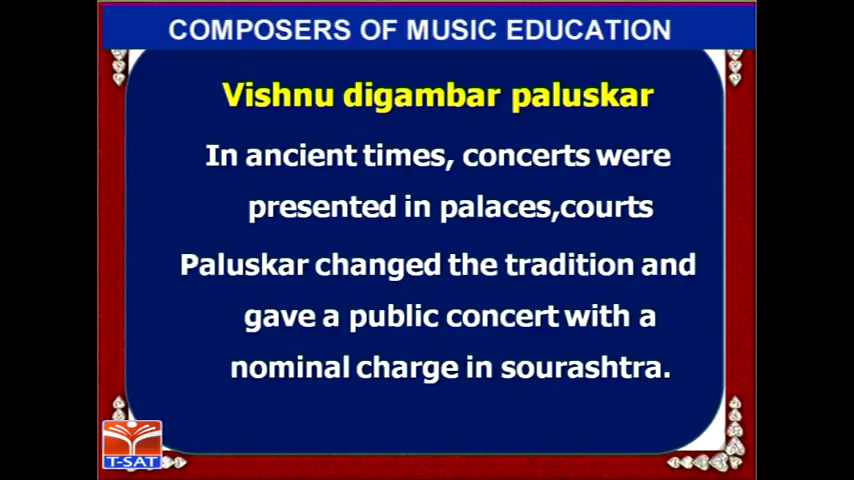 COMPOSERS OF MUSIC EDUCATION
Vishnu digambar paluskar
In ancient times, concerts were
presented in palaces,courts
Paluskar changed the tradition and
gave a public concert with a
nominal charge in sourashtra.
T-SAT